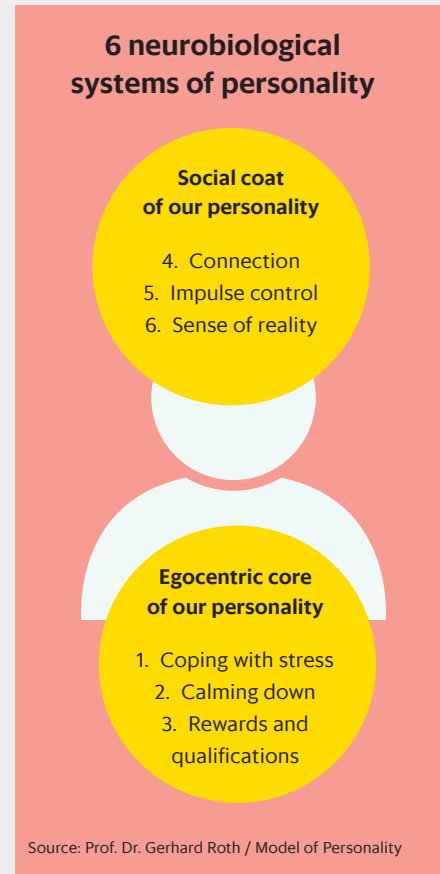 6 neurobiological
systems of personality
Social coat
of our personality
4. Connection
5. Impulse control
6. Sense of reality
Egocentric core
of our personality
1. Coping with stress
2. Calming down
3. Rewards and
qualifications
Source: Prof. Dr. Gerhard Roth / Model of Personality